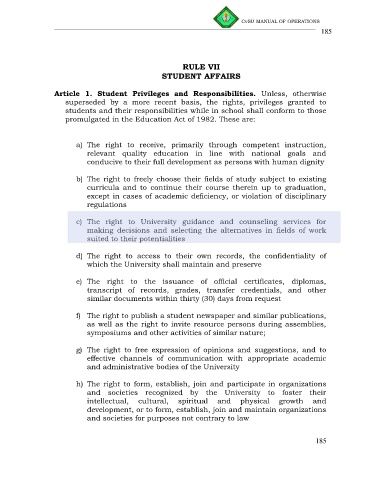 CvSU MANUAL OF OPERATIONS
185
RULE VII
STUDENT AFFAIRS
Article 1. Student Privileges and Responsibilities. Unless, otherwise
superseded by a more recent basis, the rights, privileges granted to
students and their responsibilities while in school shall conform to those
promulgated in the Education Act of 1982. These are:
a) The right to receive, primarily through competent instruction,
relevant quality education in line with national goals and
conducive to their full development as persons with human dignity
b) The right to freely choose their fields of study subject to existing
curricula and to continue their course therein up to graduation,
except in cases of academic deficiency, or violation of disciplinary
regulations
c) The right to University guidance and counseling services for
making decisions and selecting the alternatives in fields of work
suited to their potentialities
d) The right to access to their own records, the confidentiality of
which the University shall maintain and preserve
e) The right to the issuance of official certificates, diplomas,
transcript of records, grades, transfer credentials, and other
similar documents within thirty (30) days from request
f) The right to publish a student newspaper and similar publications,
as well as the right to invite resource persons during assemblies,
symposiums and other activities of similar nature;
g) The right to free expression of opinions and suggestions, and to
effective channels of communication with appropriate academic
and administrative bodies of the University
h) The right to form, establish, join and participate in organizations
and societies recognized by the University to foster their
intellectual, cultural, spiritual and physical growth and
development, or to form, establish, join and maintain organizations
and societies for purposes not contrary to law
185